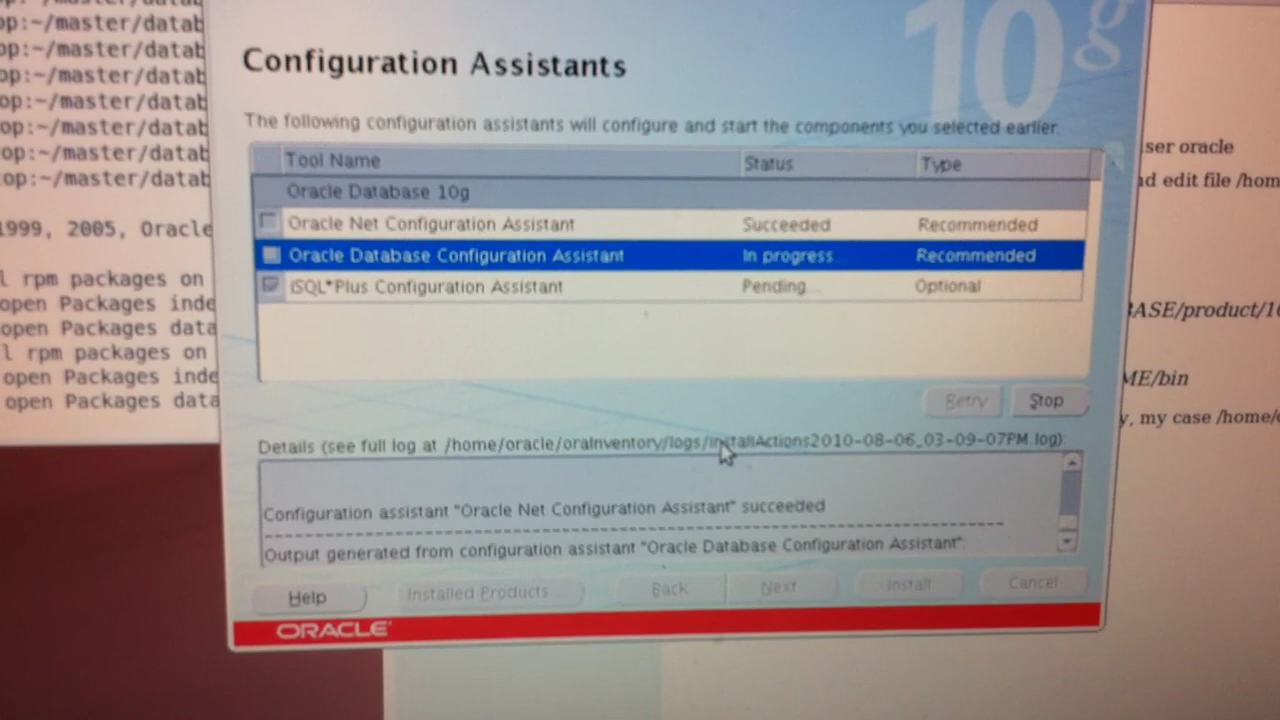 op:~/master/datab
op:~/master/datab
op:~/master/datab
op:~/master/datab
op:~/master/datab
op:~/master/datab
op:~/master/datab
1999, 2005, Oracle
l rpm packages on
open Packages inde
open Packages data
l rpm packages on
open Packages inde
open Packages data
10g
Configuration Assistants
The following configuration assistants will configure and start the components you selected earlier.
Tool Name Status Type
Oracle Database 10g
Oracle Net Configuration Assistant Succeeded Recommended
Oracle Database Configuration Assistant In progress... Recommended
iSQL*Plus Configuration Assistant Pending... Optional
Retry Stop
Details (see full log at /home/oracle/oraInventory/logs/installActions2010-08-06_03-09-07PM.log):
Configuration assistant "Oracle Net Configuration Assistant" succeeded
-----------------------------------------------------------------------------
Output generated from configuration assistant "Oracle Database Configuration Assistant":
Help Installed Products... Back Next Install Cancel
ORACLE
ser oracle
nd edit file /hom
BASE/product/10
ME/bin
y, my case /home/o